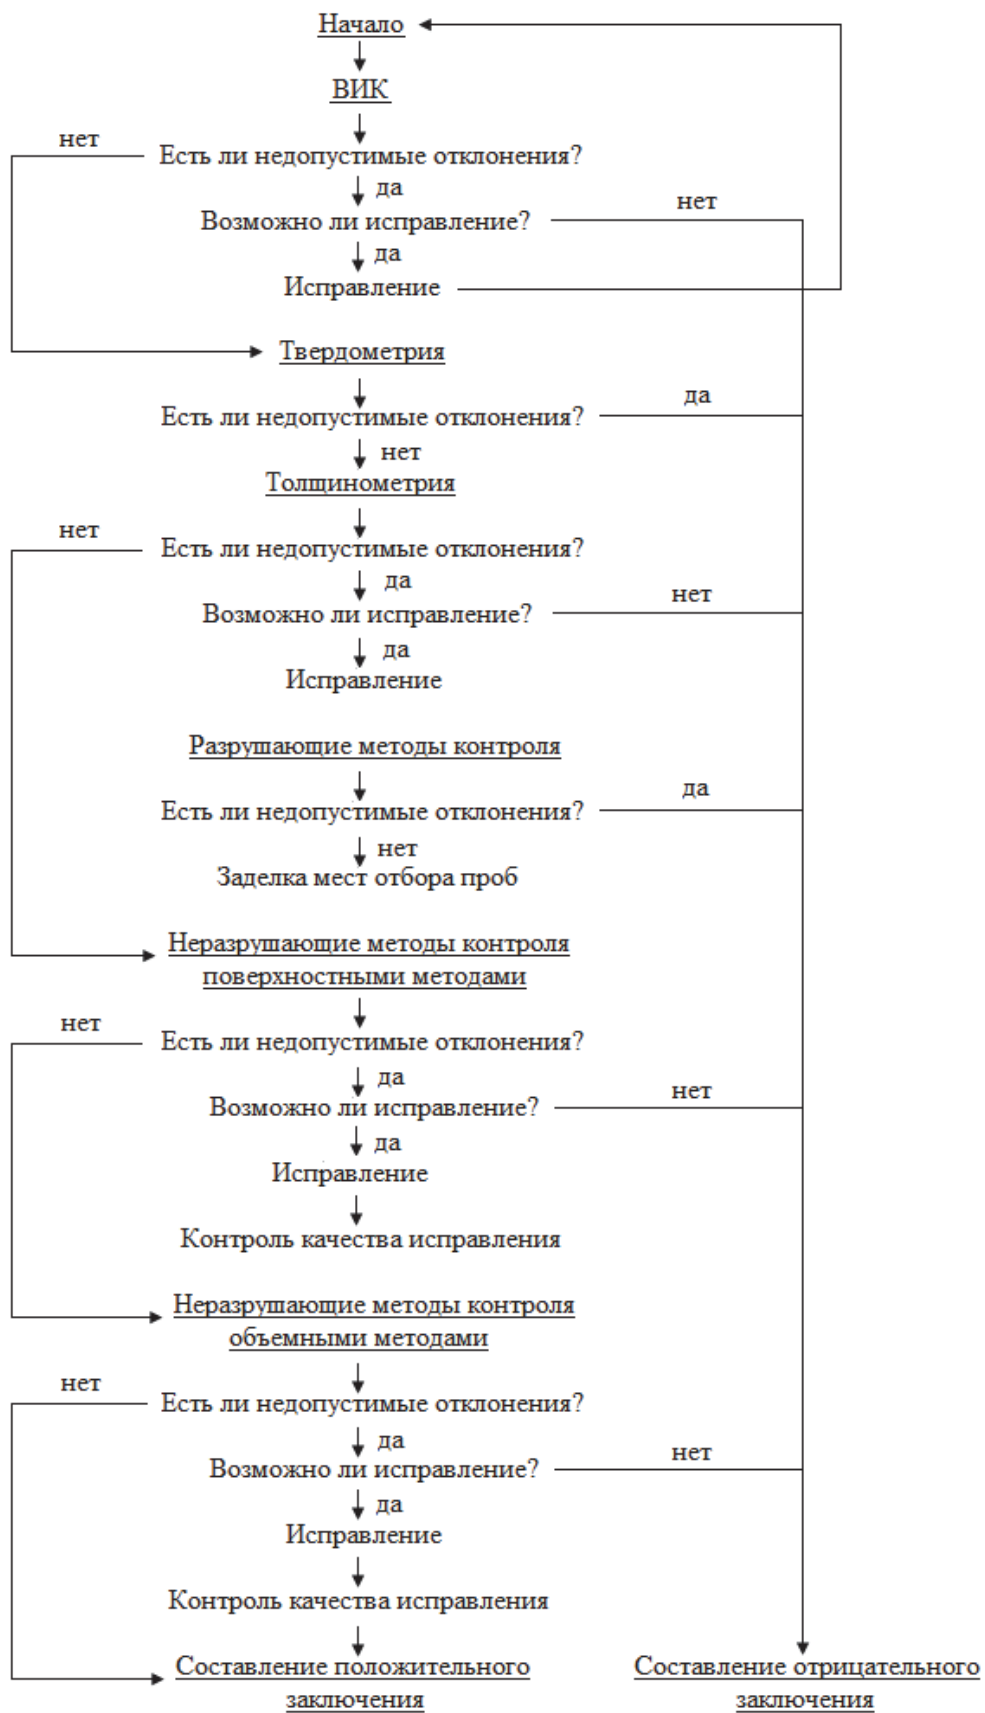 Начало
ВИК
нет
Есть ли недопустимые отклонения?
да
Возможно ли исправление?
нет
да
Исправление
Твердометрия
Есть ли недопустимые отклонения?
да
нет
Толщинометрия
нет
Есть ли недопустимые отклонения?
да
Возможно ли исправление?
нет
да
Исправление
Разрушающие методы контроля
Есть ли недопустимые отклонения?
да
нет
Заделка мест отбора проб
Неразрушающие методы контроля
поверхностными методами
нет
Есть ли недопустимые отклонения?
да
Возможно ли исправление?
нет
да
Исправление
Контроль качества исправления
Неразрушающие методы контроля
объемными методами
нет
Есть ли недопустимые отклонения?
да
Возможно ли исправление?
нет
да
Исправление
Контроль качества исправления
Составление положительного
заключения
Составление отрицательного
заключения